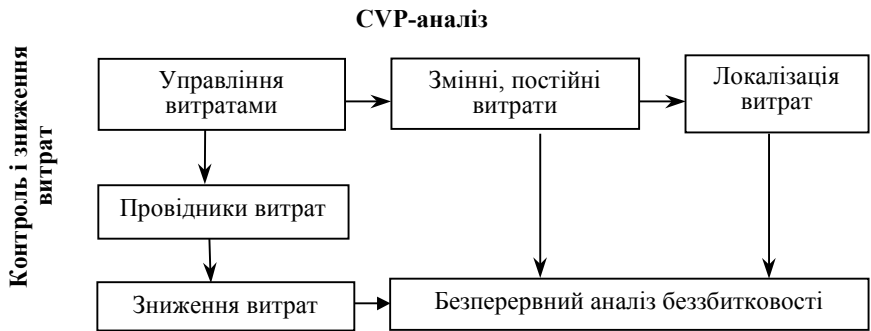 CVP-аналіз
Контроль і зниження
витрат
Управління
витратами
Змінні, постійні
витрати
Локалізація
витрат
Провідники витрат
Зниження витрат
Безперервний аналіз беззбитковості